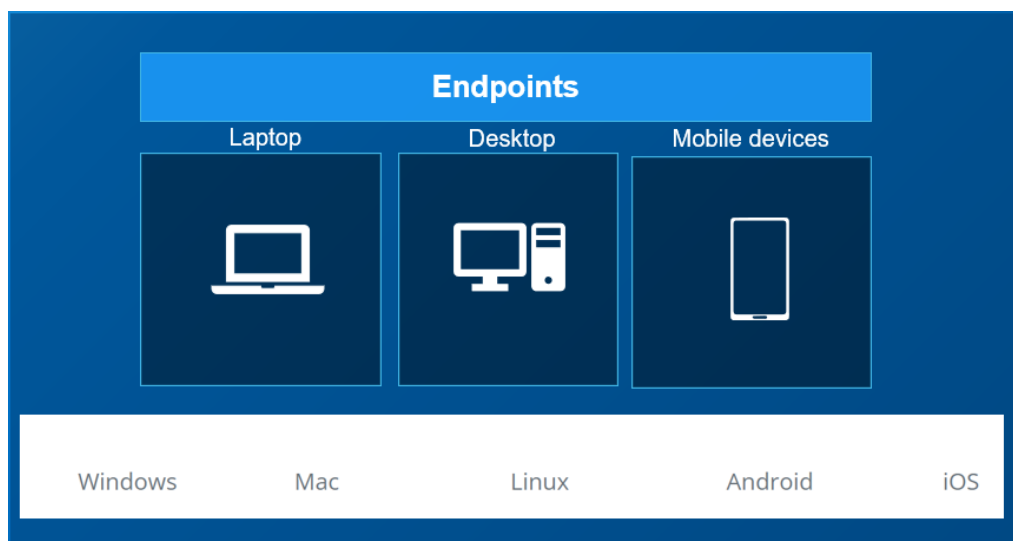 Endpoints
Laptop Desktop Mobile devices
Windows Mac Linux Android iOS